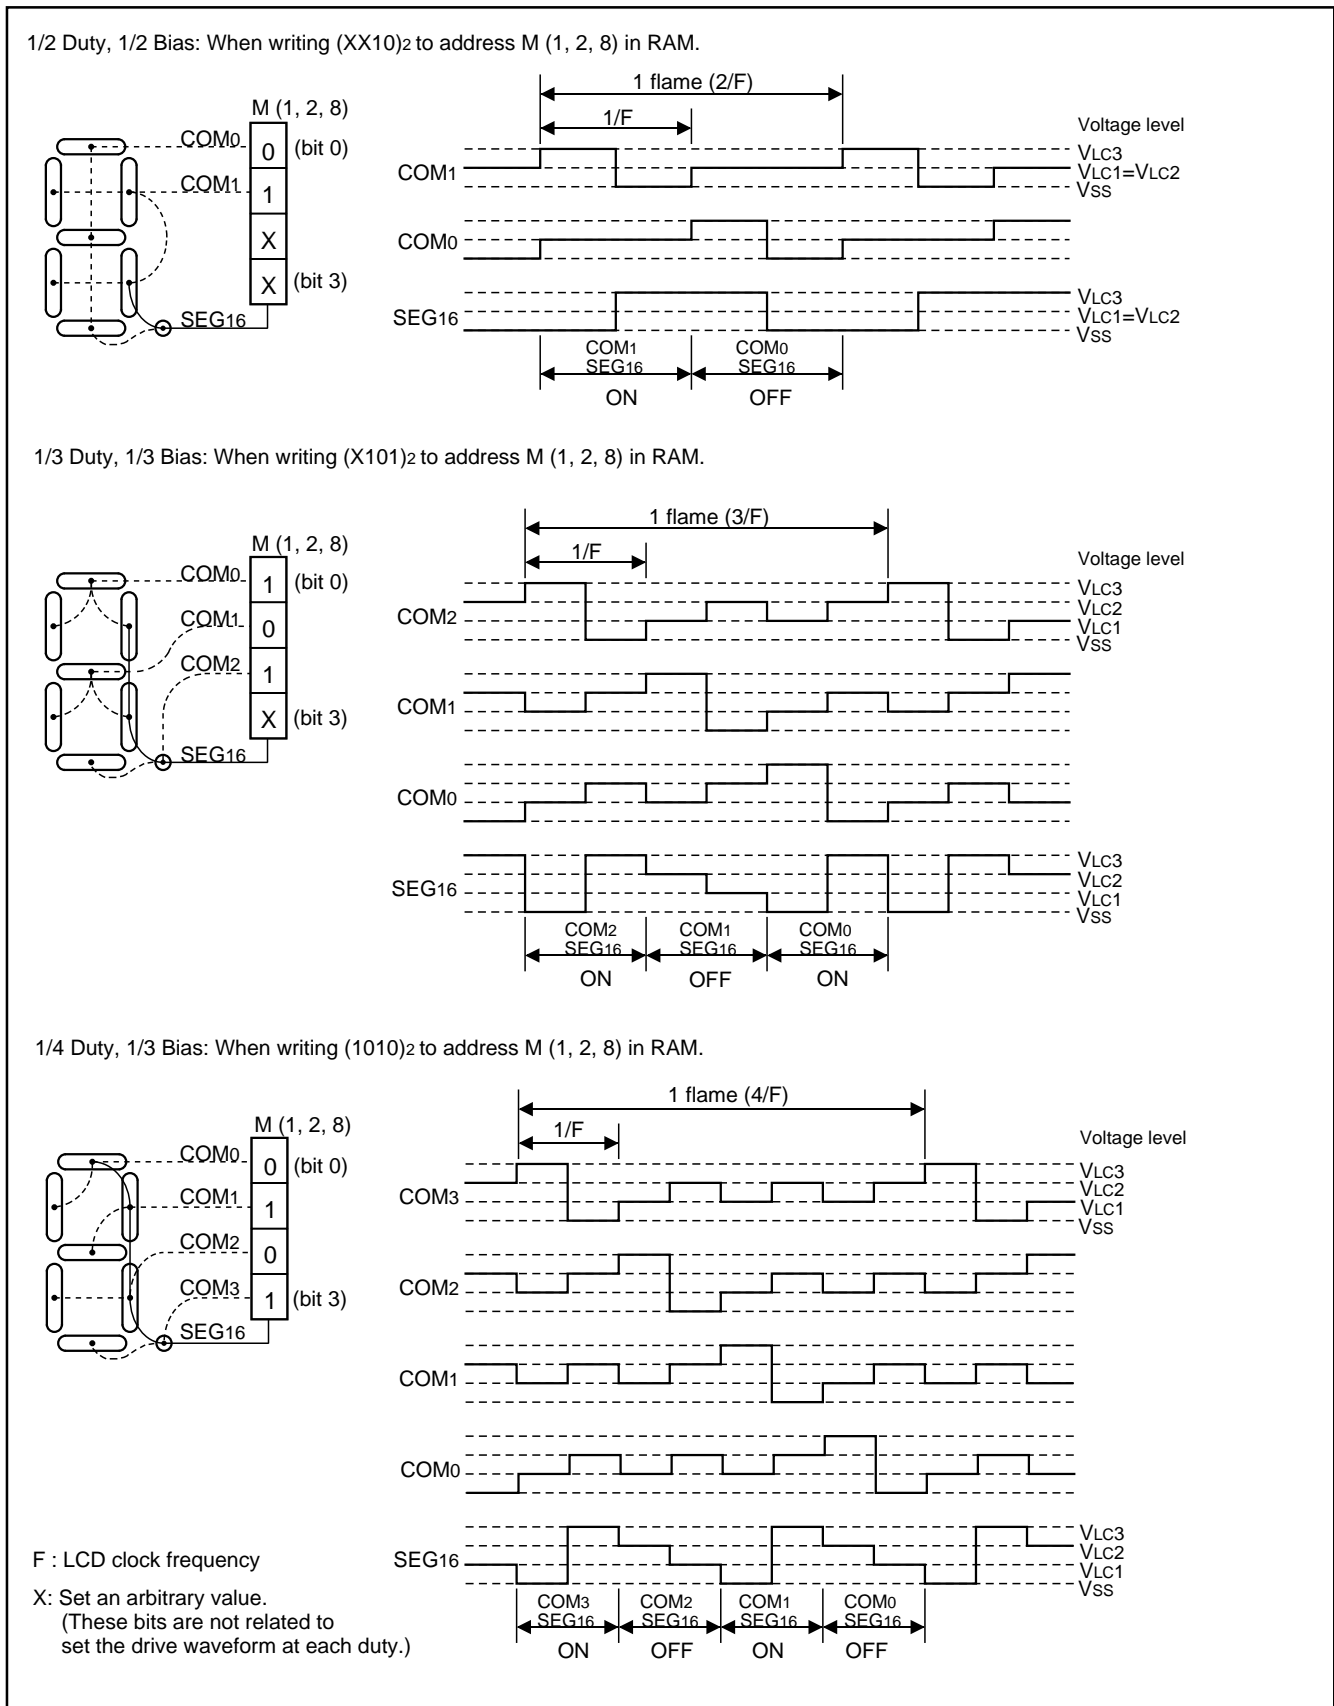 1/2 Duty, 1/2 Bias: When writing (XX10)2 to address M (1, 2, 8) in RAM.
1 flame (2/F)
M (1, 2, 8)
1/F
Voltage level
COM0
0
(bit 0)
COM1
1
X
X
(bit 3)
SEG16
COM1
VLC3
VLC1=VLC2
VSS
COM0
SEG16
VLC3
VLC1=VLC2
VSS
COM1 COM0
SEG16 SEG16
ON OFF
1/3 Duty, 1/3 Bias: When writing (X101)2 to address M (1, 2, 8) in RAM.
1 flame (3/F)
M (1, 2, 8)
1/F
Voltage level
COM0
1
(bit 0)
COM1
0
COM2
1
X
(bit 3)
SEG16
COM2
VLC3
VLC2
VLC1
VSS
COM1
COM0
SEG16
VLC3
VLC2
VLC1
VSS
COM2 COM1 COM0
SEG16 SEG16 SEG16
ON OFF ON
1/4 Duty, 1/3 Bias: When writing (1010)2 to address M (1, 2, 8) in RAM.
1 flame (4/F)
M (1, 2, 8)
1/F
Voltage level
COM0
0
(bit 0)
COM1
1
COM2
0
COM3
1
(bit 3)
SEG16
COM3
VLC3
VLC2
VLC1
VSS
COM2
COM1
COM0
SEG16
VLC3
VLC2
VLC1
VSS
COM3 COM2 COM1 COM0
SEG16 SEG16 SEG16 SEG16
ON OFF ON OFF
F : LCD clock frequency
X: Set an arbitrary value.
(These bits are not related to
set the drive waveform at each duty.)